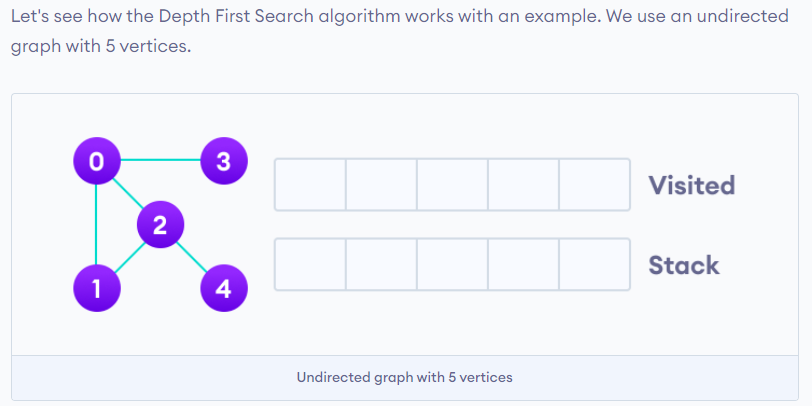 Let's see how the Depth First Search algorithm works with an example. We use an undirected
graph with 5 vertices.
0
3
Visited
2
Stack
1
4
Undirected graph with 5 vertices